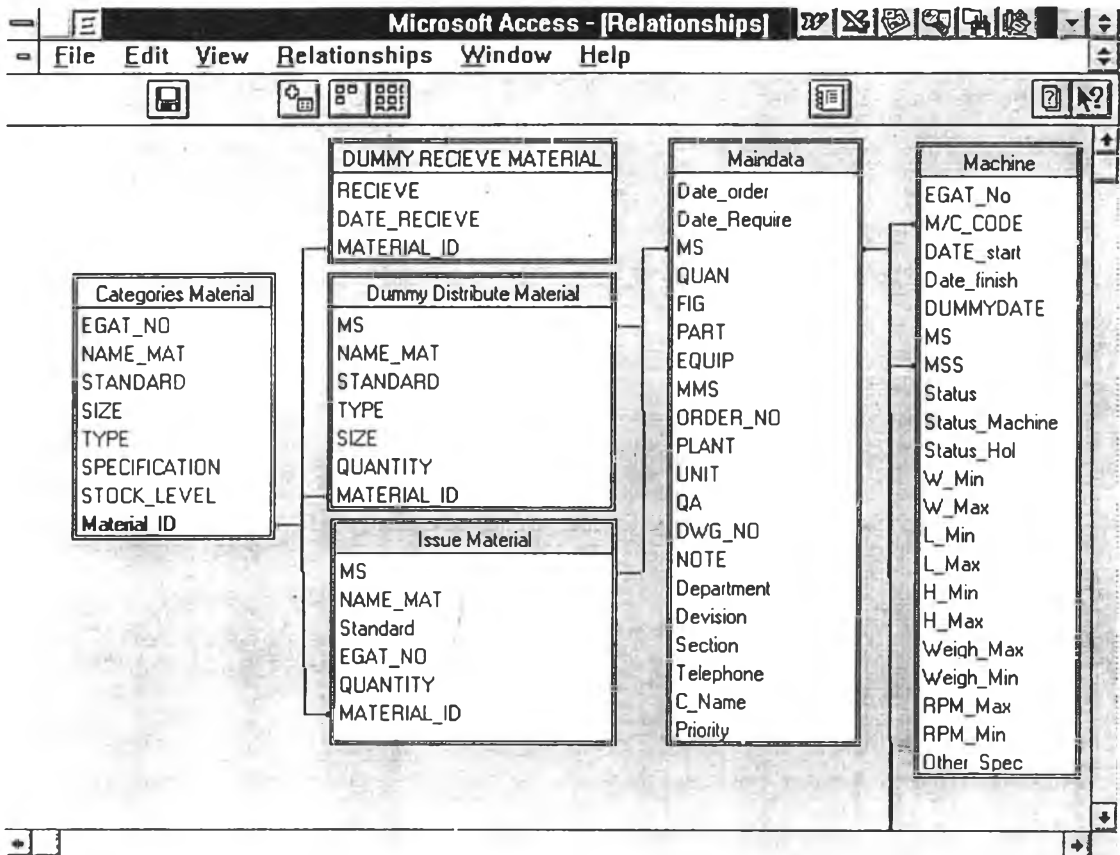 Microsoft Access - [Relationships]
File Edit View Relationships Window Help
DUMMY RECIEVE MATERIAL
RECIEVE
DATE_RECIEVE
MATERIAL_ID
Categories Material
EGAT_NO
NAME_MAT
STANDARD
SIZE
TYPE
SPECIFICATION
STOCK_LEVEL
Material_ID
Dummy Distribute Material
MS
NAME_MAT
STANDARD
TYPE
SIZE
QUANTITY
MATERIAL_ID
Issue Material
MS
NAME_MAT
Standard
EGAT_NO
QUANTITY
MATERIAL_ID
Maindata
Date_order
Date_Require
MS
QUAN
FIG
PART
EQUIP
MMS
ORDER_NO
PLANT
UNIT
QA
DWG_NO
NOTE
Department
Devision
Section
Telephone
C_Name
Priority
Machine
EGAT_No
M/C_CODE
DATE_start
Date_finish
DUMMYDATE
MS
MSS
Status
Status_Machine
Status_Hol
W_Min
W_Max
L_Min
L_Max
H_Min
H_Max
Weigh_Max
Weigh_Min
RPM_Max
RPM_Min
Other_Spec